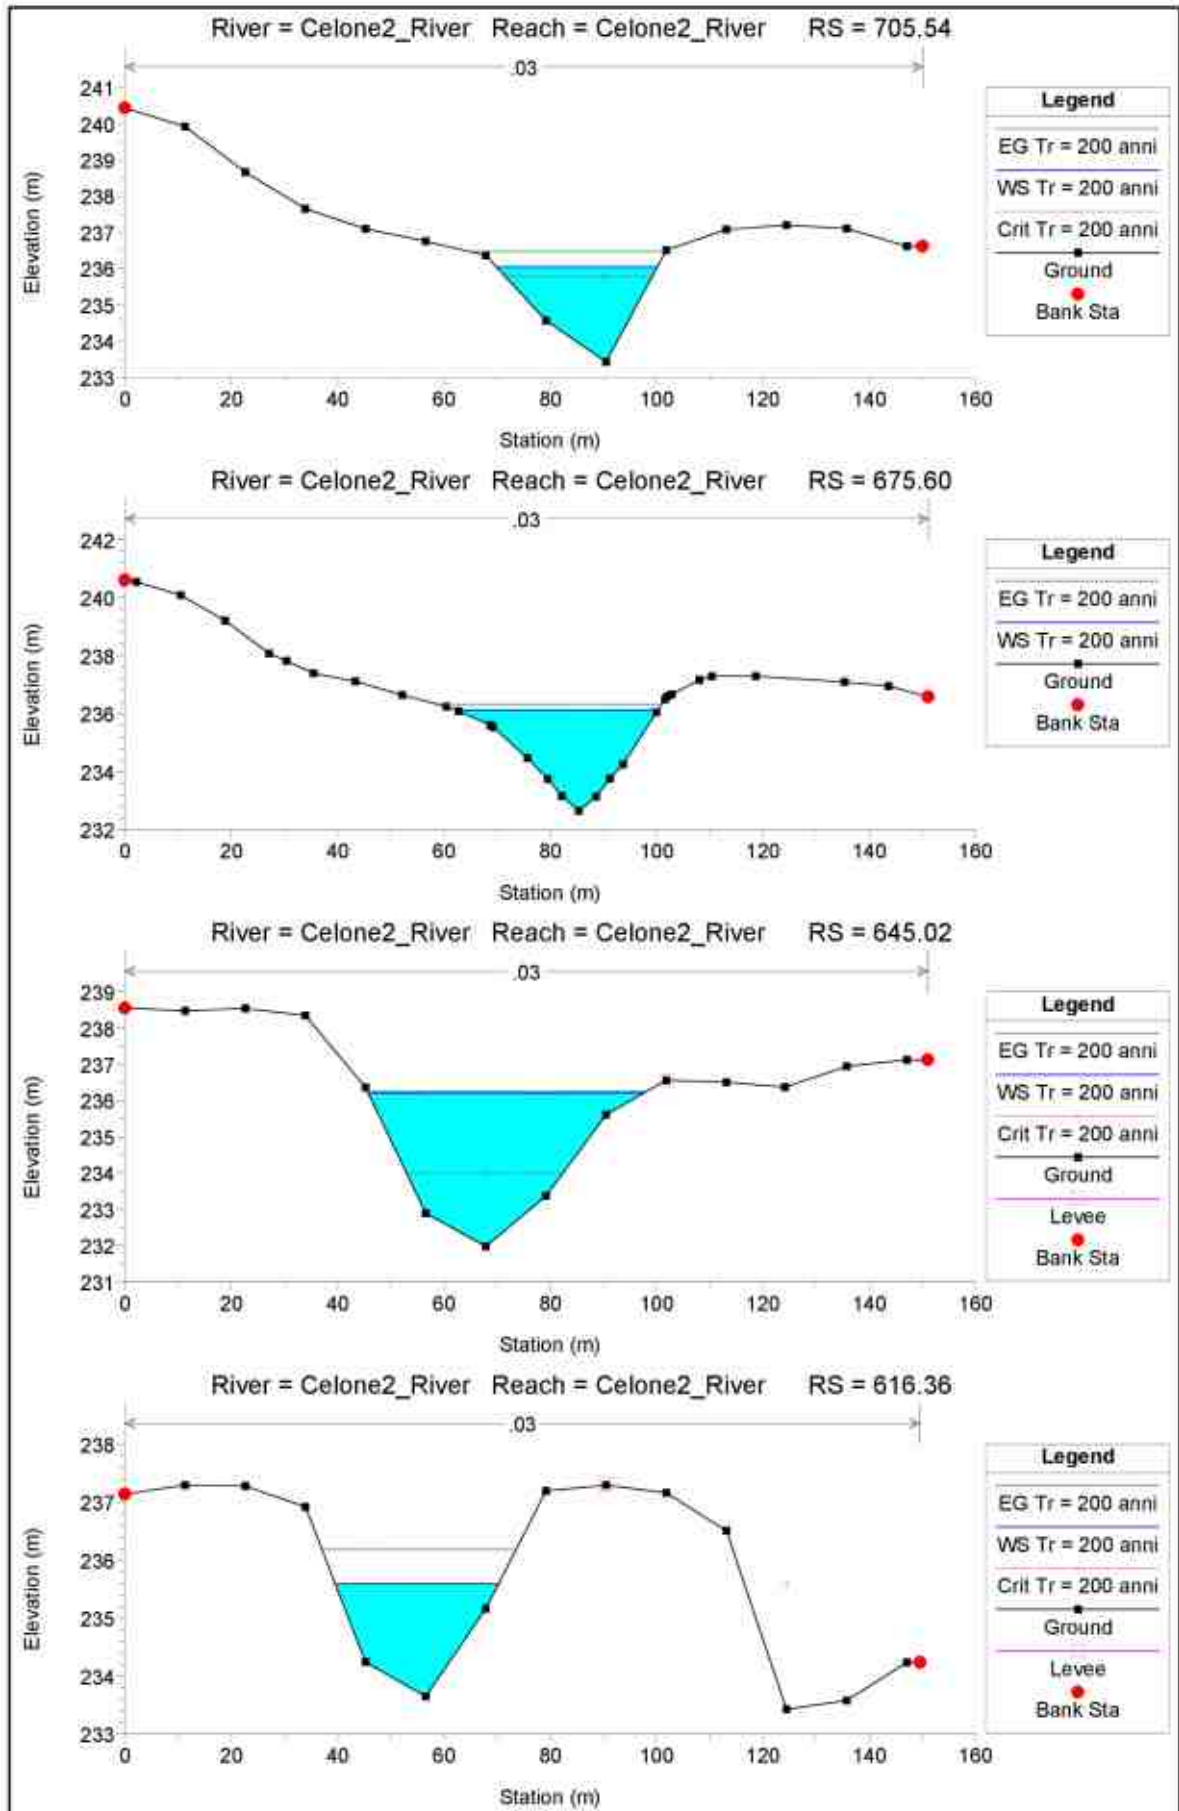 River = Celone2_River Reach = Celone2_River RS = 705.54
.03
241
240
239
238
237
236
235
234
233
Elevation (m)
0 20 40 60 80 100 120 140 160
Station (m)
Legend
EG Tr = 200 anni
WS Tr = 200 anni
Crit Tr = 200 anni
Ground
Bank Sta
River = Celone2_River Reach = Celone2_River RS = 675.60
.03
242
240
238
236
234
232
Elevation (m)
0 20 40 60 80 100 120 140 160
Station (m)
Legend
EG Tr = 200 anni
WS Tr = 200 anni
Ground
Bank Sta
River = Celone2_River Reach = Celone2_River RS = 645.02
.03
239
238
237
236
235
234
233
232
231
Elevation (m)
0 20 40 60 80 100 120 140 160
Station (m)
Legend
EG Tr = 200 anni
WS Tr = 200 anni
Crit Tr = 200 anni
Ground
Levee
Bank Sta
River = Celone2_River Reach = Celone2_River RS = 616.36
.03
238
237
236
235
234
233
Elevation (m)
0 20 40 60 80 100 120 140 160
Station (m)
Legend
EG Tr = 200 anni
WS Tr = 200 anni
Crit Tr = 200 anni
Ground
Levee
Bank Sta